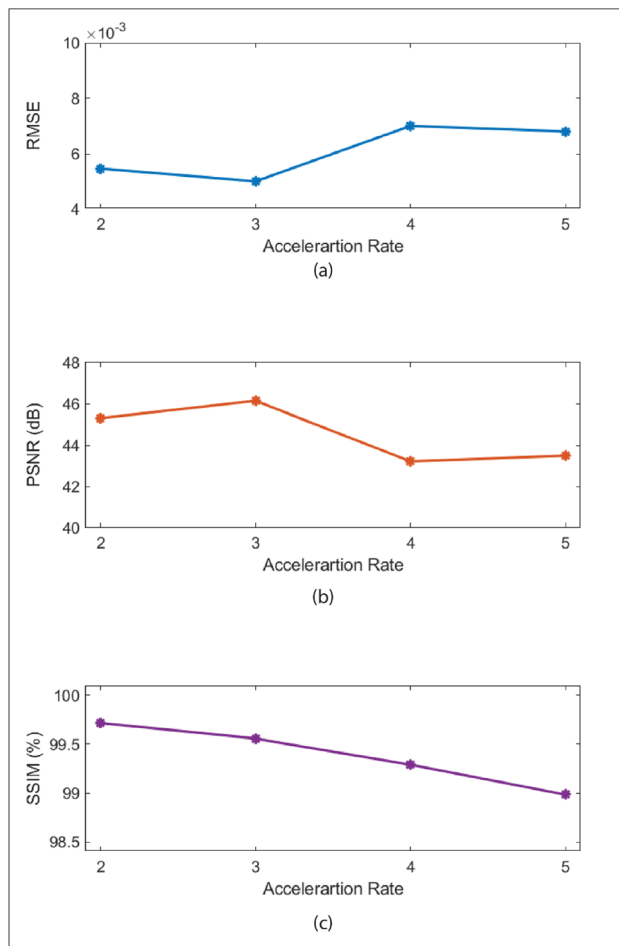 ×10⁻³
10
8
6
4
RMSE
2 3 4 5
Accelerartion Rate
(a)
48
46
44
42
40
PSNR (dB)
2 3 4 5
Accelerartion Rate
(b)
100
99.5
99
98.5
SSIM (%)
2 3 4 5
Accelerartion Rate
(c)